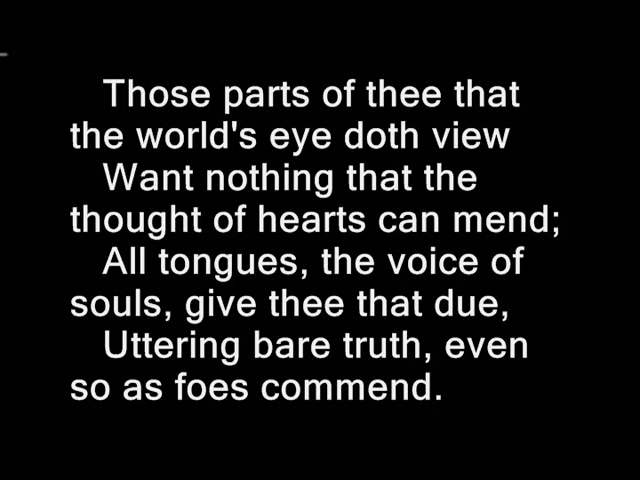 Those parts of thee that
the world's eye doth view
Want nothing that the
thought of hearts can mend;
All tongues, the voice of
souls, give thee that due,
Uttering bare truth, even
so as foes commend.